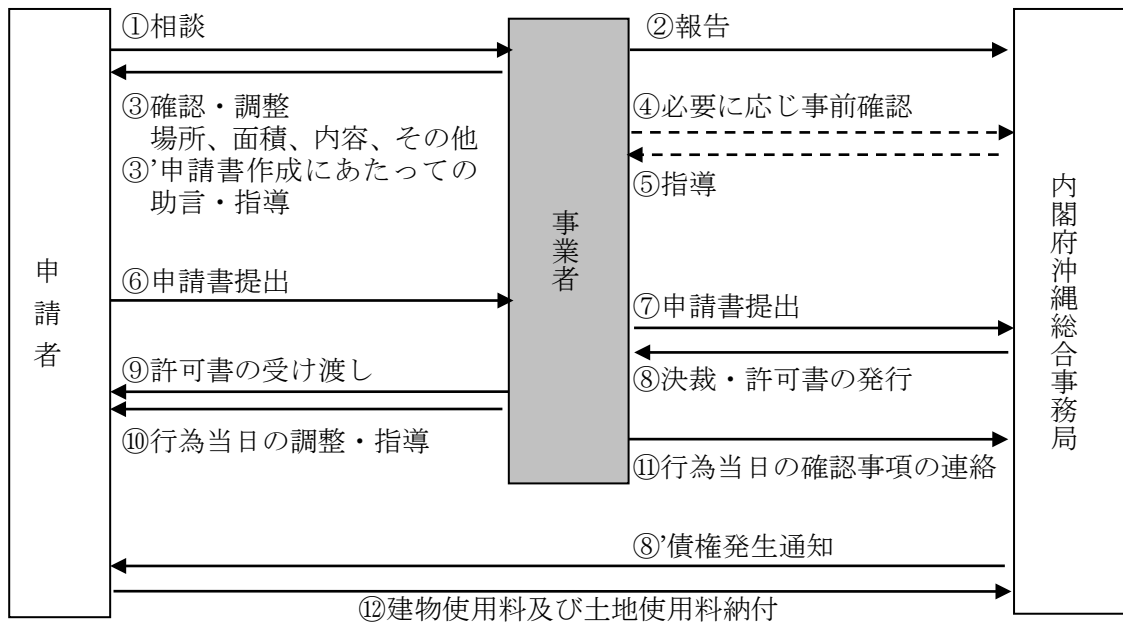 ①相談
②報告
③確認・調整
場所、面積、内容、その他
③’申請書作成にあたっての
助言・指導
④必要に応じ事前確認
⑤指導
申請者
事業者
内閣府沖縄総合事務局
⑥申請書提出
⑦申請書提出
⑧決裁・許可書の発行
⑨許可書の受け渡し
⑩行為当日の調整・指導
⑪行為当日の確認事項の連絡
⑧’債権発生通知
⑫建物使用料及び土地使用料納付